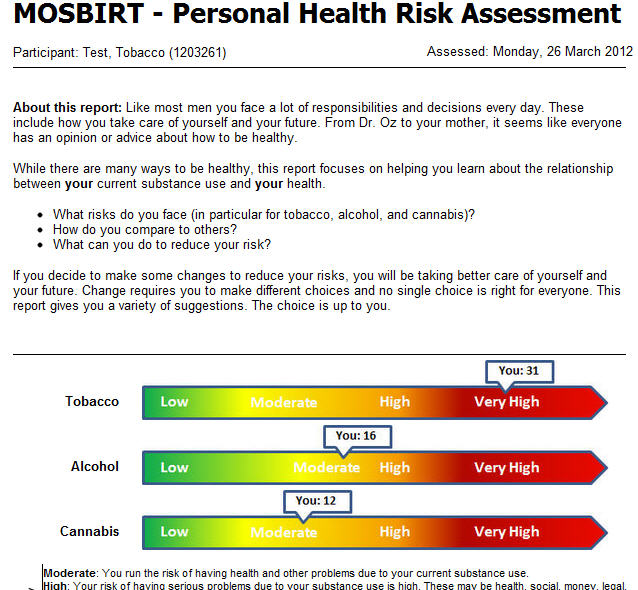 MOSBIRT - Personal Health Risk Assessment
Participant: Test, Tobacco (1203261) Assessed: Monday, 26 March 2012
About this report: Like most men you face a lot of responsibilities and decisions every day. These
include how you take care of yourself and your future. From Dr. Oz to your mother, it seems like everyone
has an opinion or advice about how to be healthy.
While there are many ways to be healthy, this report focuses on helping you learn about the relationship
between your current substance use and your health.
• What risks do you face (in particular for tobacco, alcohol, and cannabis)?
• How do you compare to others?
• What can you do to reduce your risk?
If you decide to make some changes to reduce your risks, you will be taking better care of yourself and
your future. Change requires you to make different choices and no single choice is right for everyone. This
report gives you a variety of suggestions. The choice is up to you.
You: 31
Tobacco Low Moderate High Very High
You: 16
Alcohol Low Moderate High Very High
You: 12
Cannabis Low Moderate High Very High
Moderate: You run the risk of having health and other problems due to your current substance use.
High: Your risk of having serious problems due to your substance use is high. These may be health, social, money, legal,